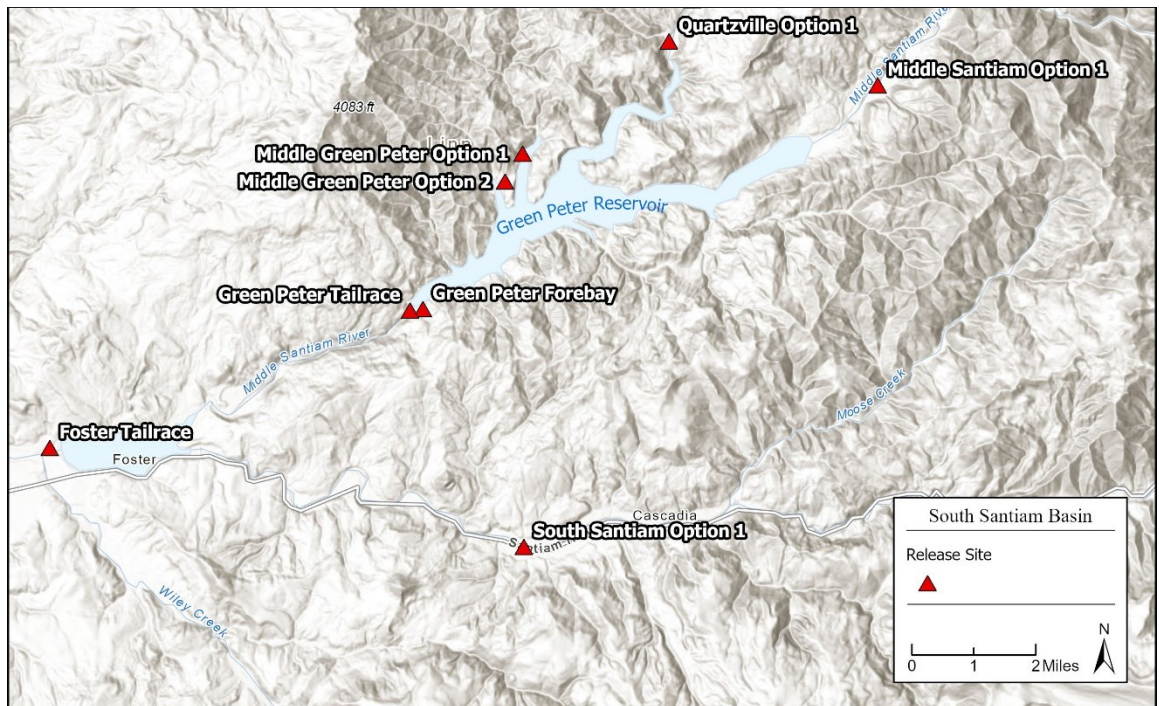 Quartzville Option 1
Middle Santiam River
Middle Santiam Option 1
4083 ft
Linn
Middle Green Peter Option 1
Middle Green Peter Option 2
Green Peter Reservoir
Green Peter Tailrace
Green Peter Forebay
Middle Santiam River
Moose Creek
Foster Tailrace
Foster
Cascadia
South Santiam Option 1
Wiley Creek
South Santiam Basin
Release Site
N
0 1 2 Miles